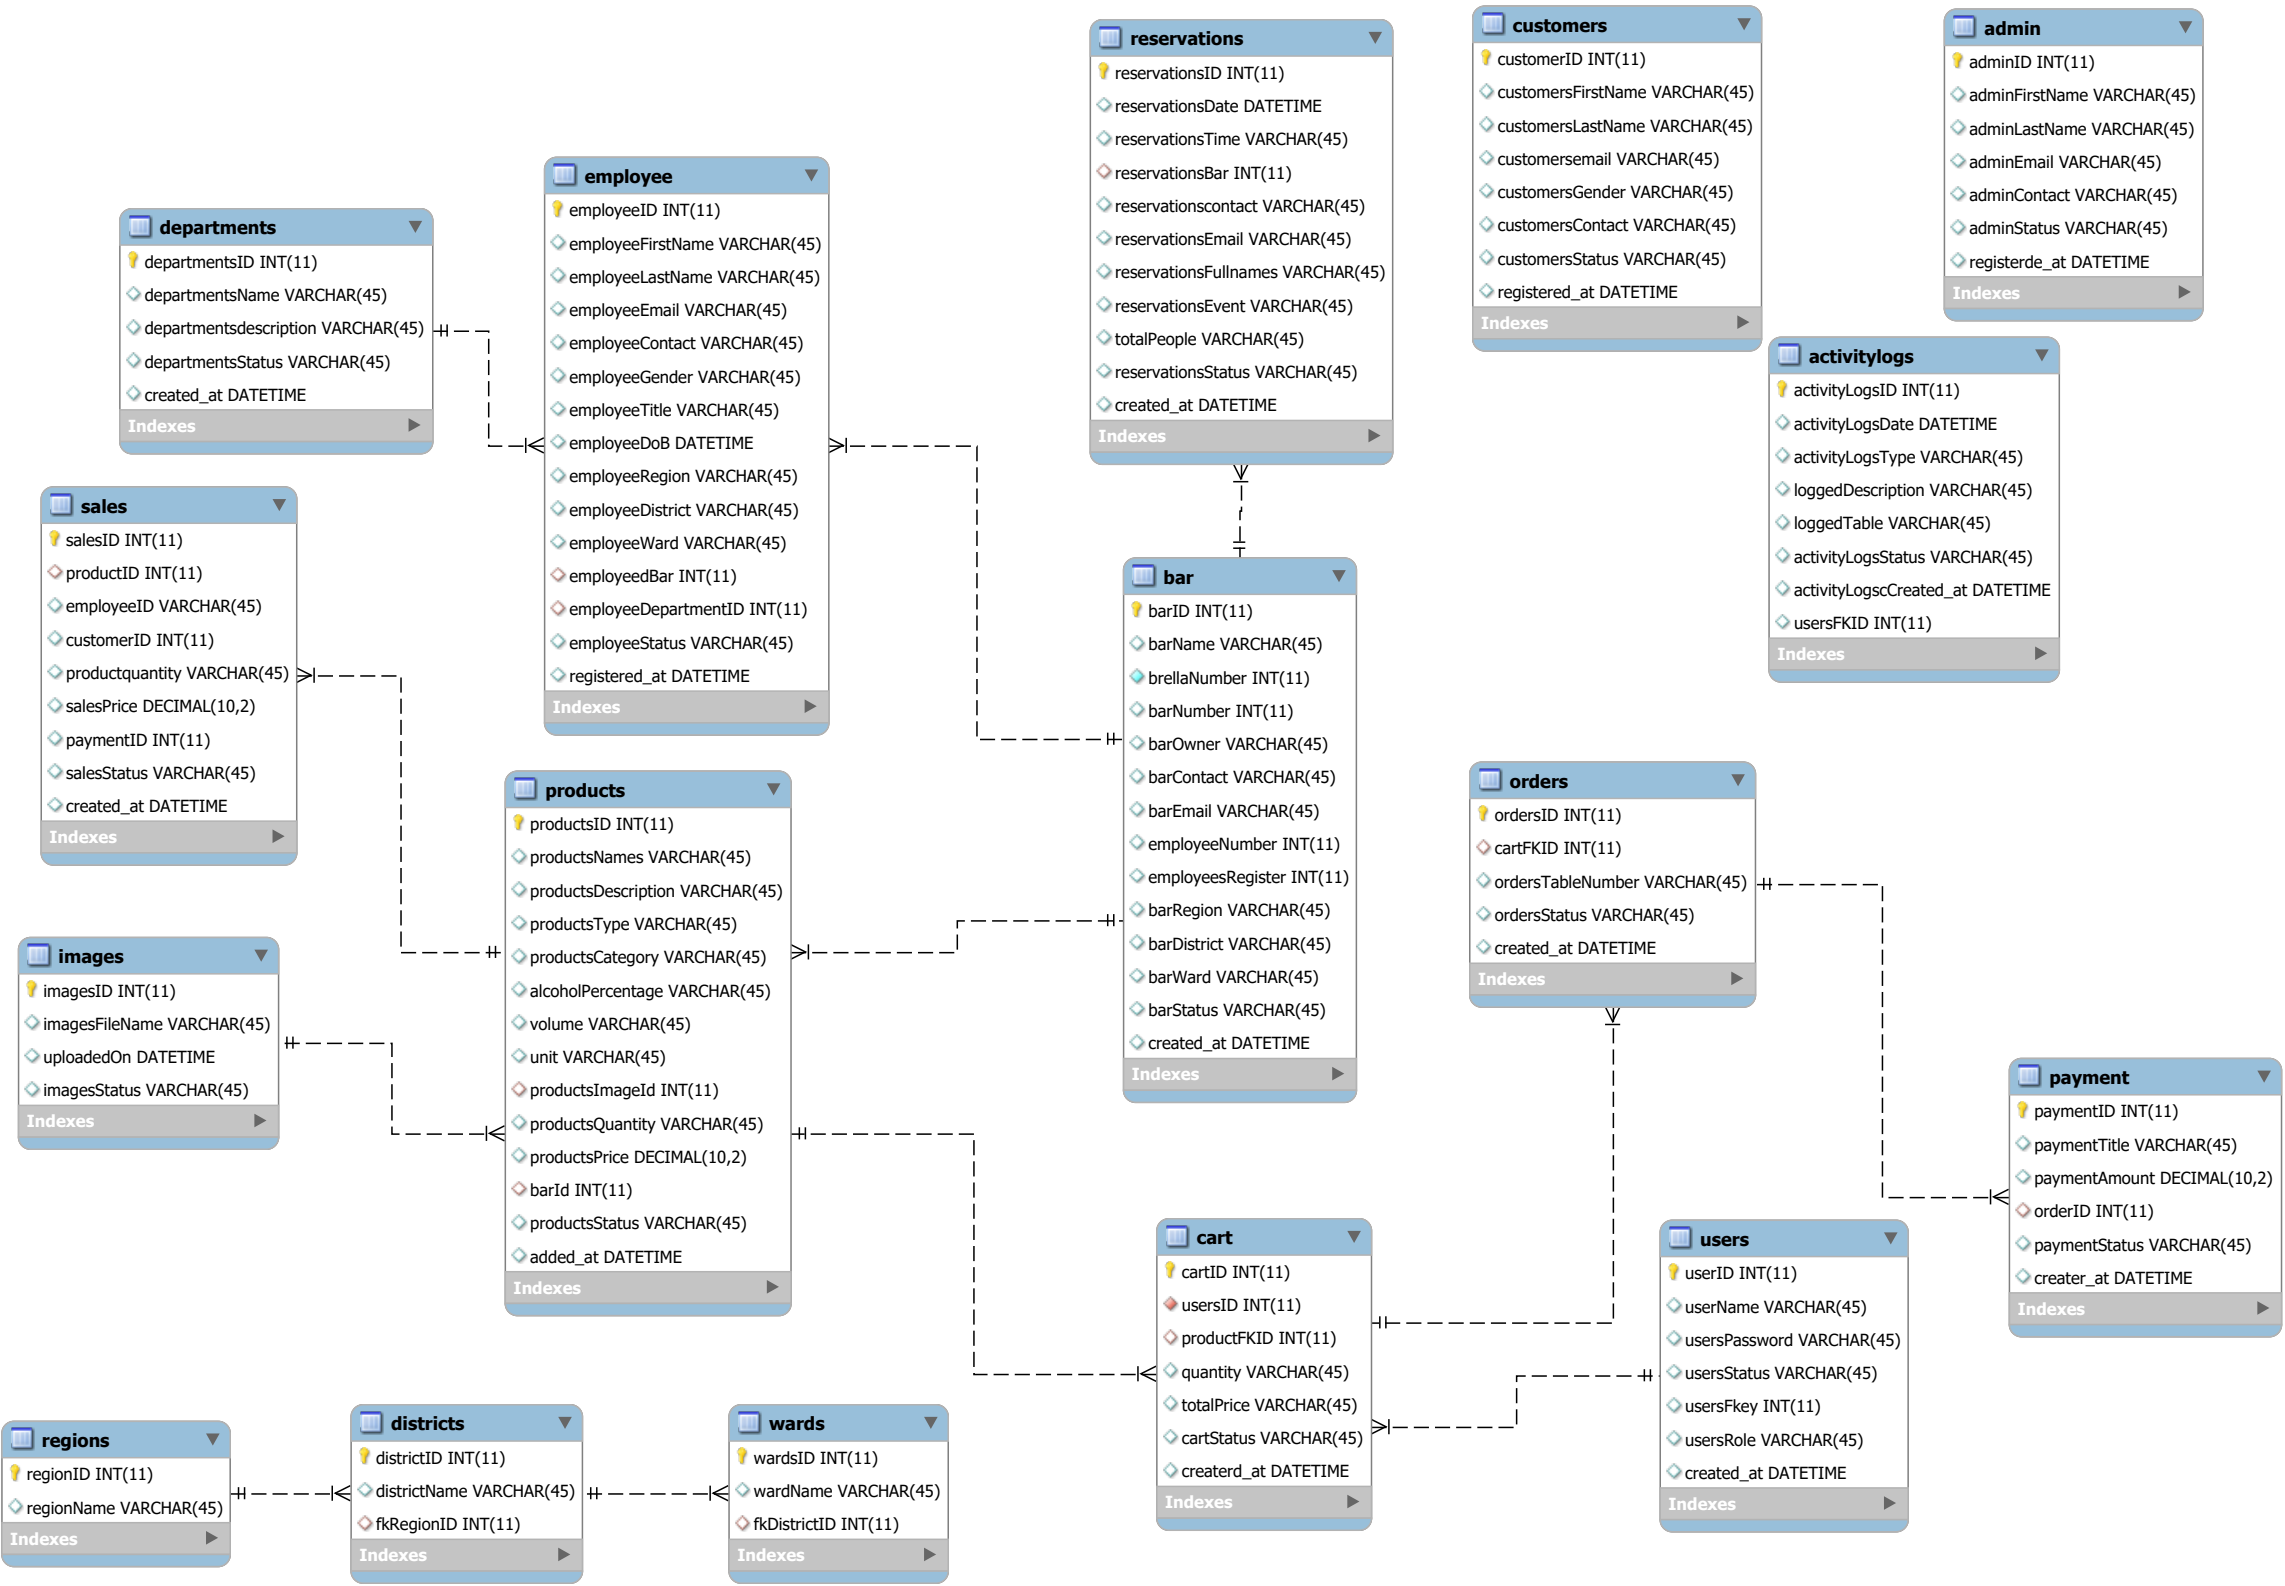 reservations
reservationsID INT(11)
reservationsDate DATETIME
reservationsTime VARCHAR(45)
reservationsBar INT(11)
reservationscontact VARCHAR(45)
reservationsEmail VARCHAR(45)
reservationsFullnames VARCHAR(45)
reservationsEvent VARCHAR(45)
totalPeople VARCHAR(45)
reservationsStatus VARCHAR(45)
created_at DATETIME
Indexes
customers
customerID INT(11)
customersFirstName VARCHAR(45)
customersLastName VARCHAR(45)
customersemail VARCHAR(45)
customersGender VARCHAR(45)
customersContact VARCHAR(45)
customersStatus VARCHAR(45)
registered_at DATETIME
Indexes
admin
adminID INT(11)
adminFirstName VARCHAR(45)
adminLastName VARCHAR(45)
adminEmail VARCHAR(45)
adminContact VARCHAR(45)
adminStatus VARCHAR(45)
registerde_at DATETIME
Indexes
departments
departmentsID INT(11)
departmentsName VARCHAR(45)
departmentsdescription VARCHAR(45)
departmentsStatus VARCHAR(45)
created_at DATETIME
Indexes
employee
employeeID INT(11)
employeeFirstName VARCHAR(45)
employeeLastName VARCHAR(45)
employeeEmail VARCHAR(45)
employeeContact VARCHAR(45)
employeeGender VARCHAR(45)
employeeTitle VARCHAR(45)
employeeDoB DATETIME
employeeRegion VARCHAR(45)
employeeDistrict VARCHAR(45)
employeeWard VARCHAR(45)
employeedBar INT(11)
employeeDepartmentID INT(11)
employeeStatus VARCHAR(45)
registered_at DATETIME
Indexes
activitylogs
activityLogsID INT(11)
activityLogsDate DATETIME
activityLogsType VARCHAR(45)
loggedDescription VARCHAR(45)
loggedTable VARCHAR(45)
activityLogsStatus VARCHAR(45)
activityLogscCreated_at DATETIME
usersFKID INT(11)
Indexes
sales
salesID INT(11)
productID INT(11)
employeeID VARCHAR(45)
customerID INT(11)
productquantity VARCHAR(45)
salesPrice DECIMAL(10,2)
paymentID INT(11)
salesStatus VARCHAR(45)
created_at DATETIME
Indexes
bar
barID INT(11)
barName VARCHAR(45)
brellaNumber INT(11)
barNumber INT(11)
barOwner VARCHAR(45)
barContact VARCHAR(45)
barEmail VARCHAR(45)
employeeNumber INT(11)
employeesRegister INT(11)
barRegion VARCHAR(45)
barDistrict VARCHAR(45)
barWard VARCHAR(45)
barStatus VARCHAR(45)
created_at DATETIME
Indexes
products
productsID INT(11)
productsNames VARCHAR(45)
productsDescription VARCHAR(45)
productsType VARCHAR(45)
productsCategory VARCHAR(45)
alcoholPercentage VARCHAR(45)
volume VARCHAR(45)
unit VARCHAR(45)
productsImageId INT(11)
productsQuantity VARCHAR(45)
productsPrice DECIMAL(10,2)
barId INT(11)
productsStatus VARCHAR(45)
added_at DATETIME
Indexes
orders
ordersID INT(11)
cartFKID INT(11)
ordersTableNumber VARCHAR(45)
ordersStatus VARCHAR(45)
created_at DATETIME
Indexes
images
imagesID INT(11)
imagesFileName VARCHAR(45)
uploadedOn DATETIME
imagesStatus VARCHAR(45)
Indexes
payment
paymentID INT(11)
paymentTitle VARCHAR(45)
paymentAmount DECIMAL(10,2)
orderID INT(11)
paymentStatus VARCHAR(45)
creater_at DATETIME
Indexes
cart
cartID INT(11)
usersID INT(11)
productFKID INT(11)
quantity VARCHAR(45)
totalPrice VARCHAR(45)
cartStatus VARCHAR(45)
createrd_at DATETIME
Indexes
users
userID INT(11)
userName VARCHAR(45)
usersPassword VARCHAR(45)
usersStatus VARCHAR(45)
usersFkey INT(11)
usersRole VARCHAR(45)
created_at DATETIME
Indexes
regions
regionID INT(11)
regionName VARCHAR(45)
Indexes
districts
districtID INT(11)
districtName VARCHAR(45)
fkRegionID INT(11)
Indexes
wards
wardsID INT(11)
wardName VARCHAR(45)
fkDistrictID INT(11)
Indexes